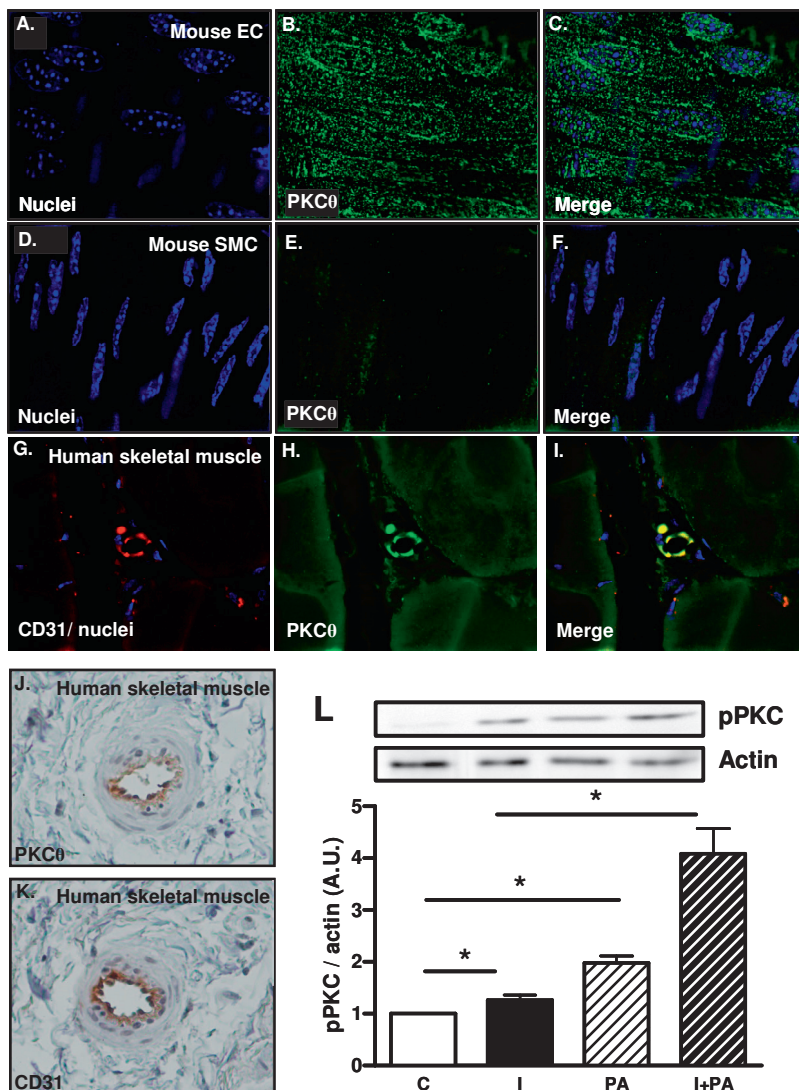 A. Mouse EC
Nuclei
B.
PKCθ
C.
Merge
D. Mouse SMC
Nuclei
E.
PKCθ
F.
Merge
G. Human skeletal muscle
CD31/ nuclei
H.
PKCθ
I.
Merge
J. Human skeletal muscle
PKCθ
K. Human skeletal muscle
CD31
L
pPKC
Actin
pPKC / actin (A.U.)
5
4
3
2
1
0
*
*
*
C I PA I+PA